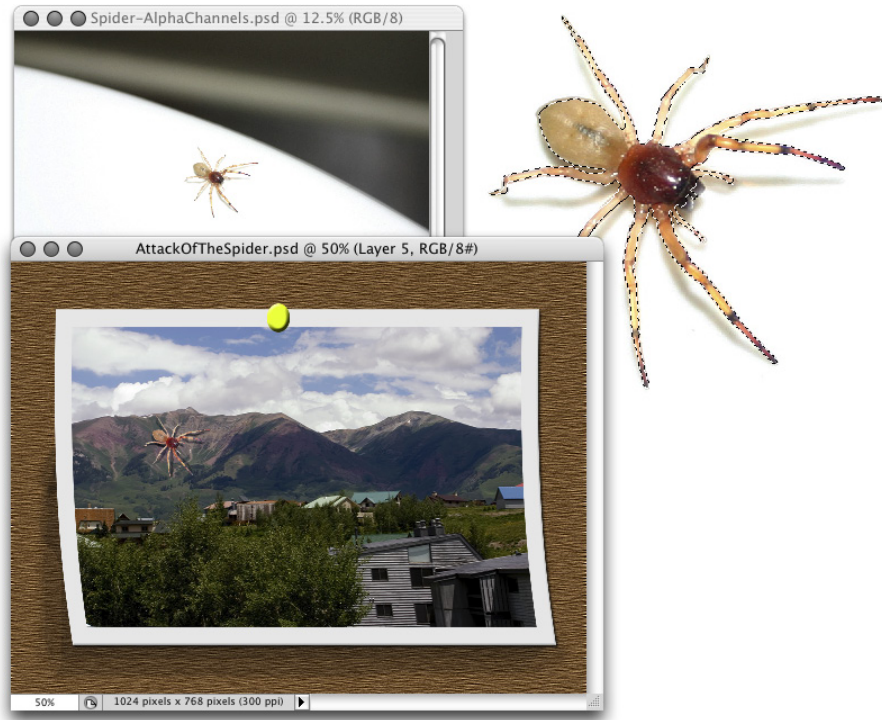 Spider-AlphaChannels.psd @ 12.5% (RGB/8)
AttackOfTheSpider.psd @ 50% (Layer 5, RGB/8#)
50%
1024 pixels x 768 pixels (300 ppi)